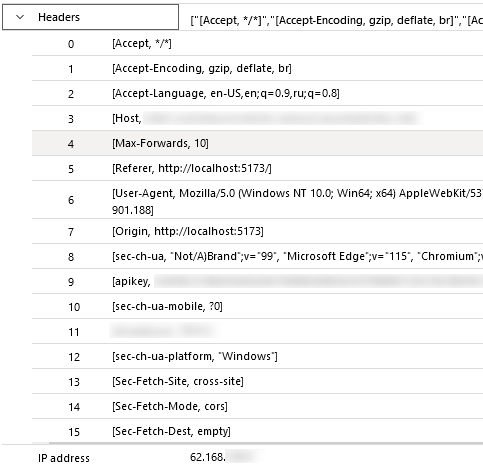 Headers ["[Accept, */*]","[Accept-Encoding, gzip, deflate, br]","[Ac
0 [Accept, */*]
1 [Accept-Encoding, gzip, deflate, br]
2 [Accept-Language, en-US,en;q=0.9,ru;q=0.8]
3 [Host,
4 [Max-Forwards, 10]
5 [Referer, http://localhost:5173/]
6 [User-Agent, Mozilla/5.0 (Windows NT 10.0; Win64; x64) AppleWebKit/53
901.188]
7 [Origin, http://localhost:5173]
8 [sec-ch-ua, "Not/A)Brand";v="99", "Microsoft Edge";v="115", "Chromium";v
9 [apikey,
10 [sec-ch-ua-mobile, ?0]
11
12 [sec-ch-ua-platform, "Windows"]
13 [Sec-Fetch-Site, cross-site]
14 [Sec-Fetch-Mode, cors]
15 [Sec-Fetch-Dest, empty]
IP address 62.168.